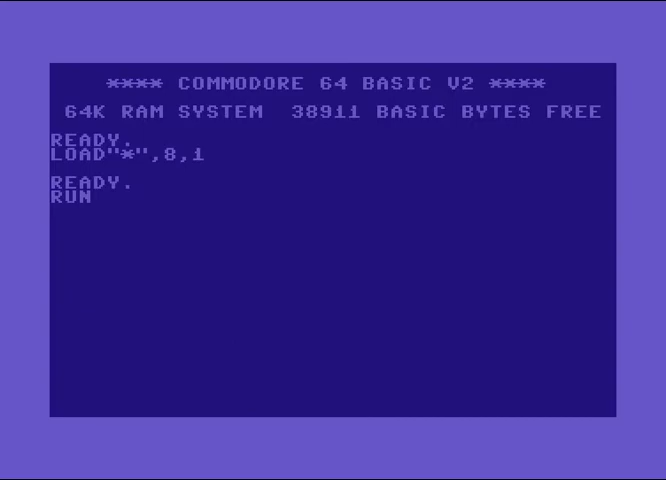 **** COMMODORE 64 BASIC V2 ****
64K RAM SYSTEM  38911 BASIC BYTES FREE
READY.
LOAD"*",8,1
READY.
RUN